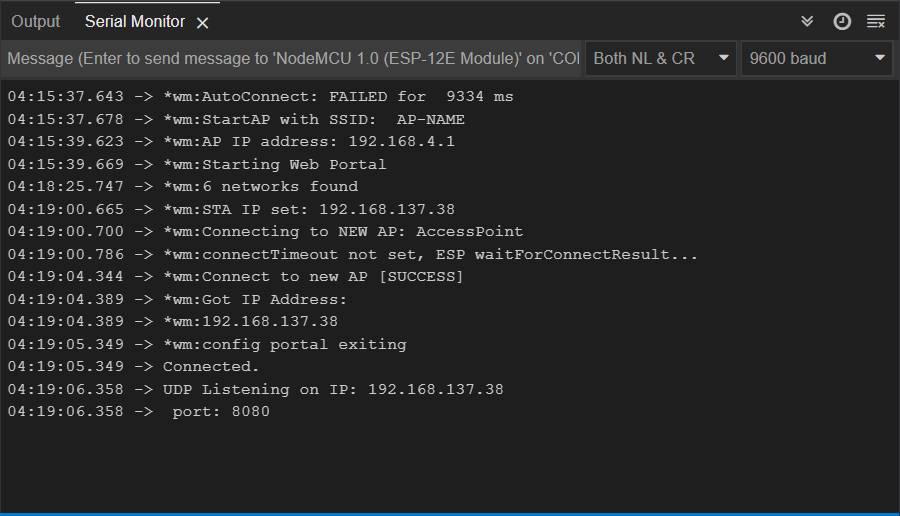 Output Serial Monitor
Message (Enter to send message to 'NodeMCU 1.0 (ESP-12E Module)' on 'COI Both NL & CR 9600 baud
04:15:37.643 -> *wm:AutoConnect: FAILED for  9334 ms
04:15:37.678 -> *wm:StartAP with SSID:  AP-NAME
04:15:39.623 -> *wm:AP IP address: 192.168.4.1
04:15:39.669 -> *wm:Starting Web Portal
04:18:25.747 -> *wm:6 networks found
04:19:00.665 -> *wm:STA IP set: 192.168.137.38
04:19:00.700 -> *wm:Connecting to NEW AP: AccessPoint
04:19:00.786 -> *wm:connectTimeout not set, ESP waitForConnectResult...
04:19:04.344 -> *wm:Connect to new AP [SUCCESS]
04:19:04.389 -> *wm:Got IP Address:
04:19:04.389 -> *wm:192.168.137.38
04:19:05.349 -> *wm:config portal exiting
04:19:05.349 -> Connected.
04:19:06.358 -> UDP Listening on IP: 192.168.137.38
04:19:06.358 ->  port: 8080